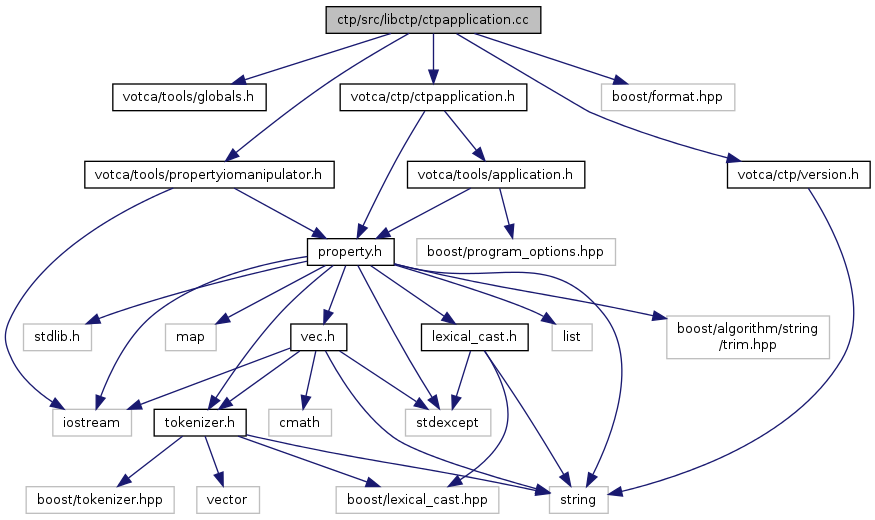 ctp/src/libctp/ctpapplication.cc
votca/tools/globals.h
votca/ctp/ctpapplication.h
boost/format.hpp
votca/tools/propertyiomanipulator.h
votca/tools/application.h
votca/ctp/version.h
property.h
boost/program_options.hpp
stdlib.h
map
vec.h
lexical_cast.h
list
boost/algorithm/string
/trim.hpp
iostream
tokenizer.h
cmath
stdexcept
boost/tokenizer.hpp
vector
boost/lexical_cast.hpp
string